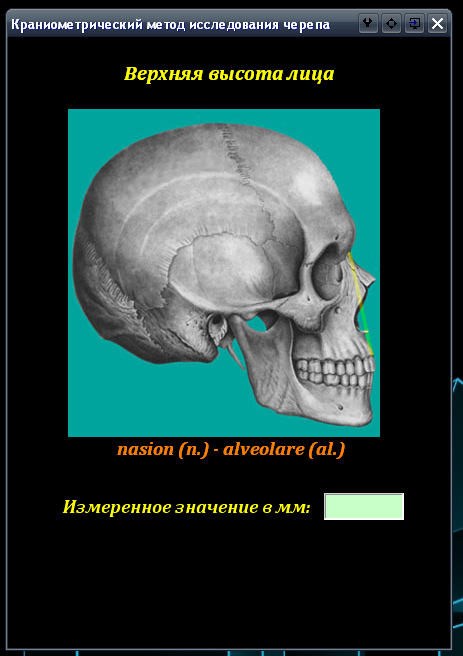 Краниометрический метод исследования черепа
Верхняя высота лица
nasion (n.) - alveolare (al.)
Измеренное значение в мм: